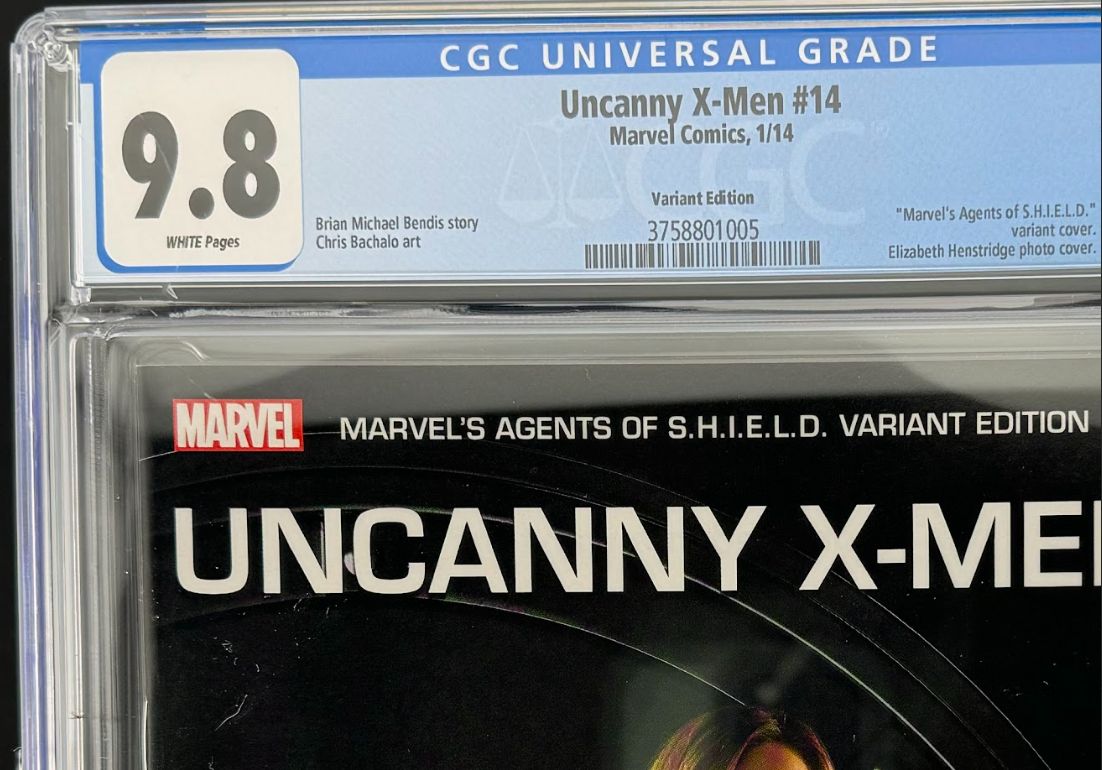 CGC UNIVERSAL GRADE
9.8
WHITE Pages
Uncanny X-Men #14
Marvel Comics, 1/14
CGC
Variant Edition
3758801005
Brian Michael Bendis story
Chris Bachalo art
"Marvel's Agents of S.H.I.E.L.D."
variant cover.
Elizabeth Henstridge photo cover.
MARVEL
MARVEL'S AGENTS OF S.H.I.E.L.D. VARIANT EDITION
UNCANNY X-MEN